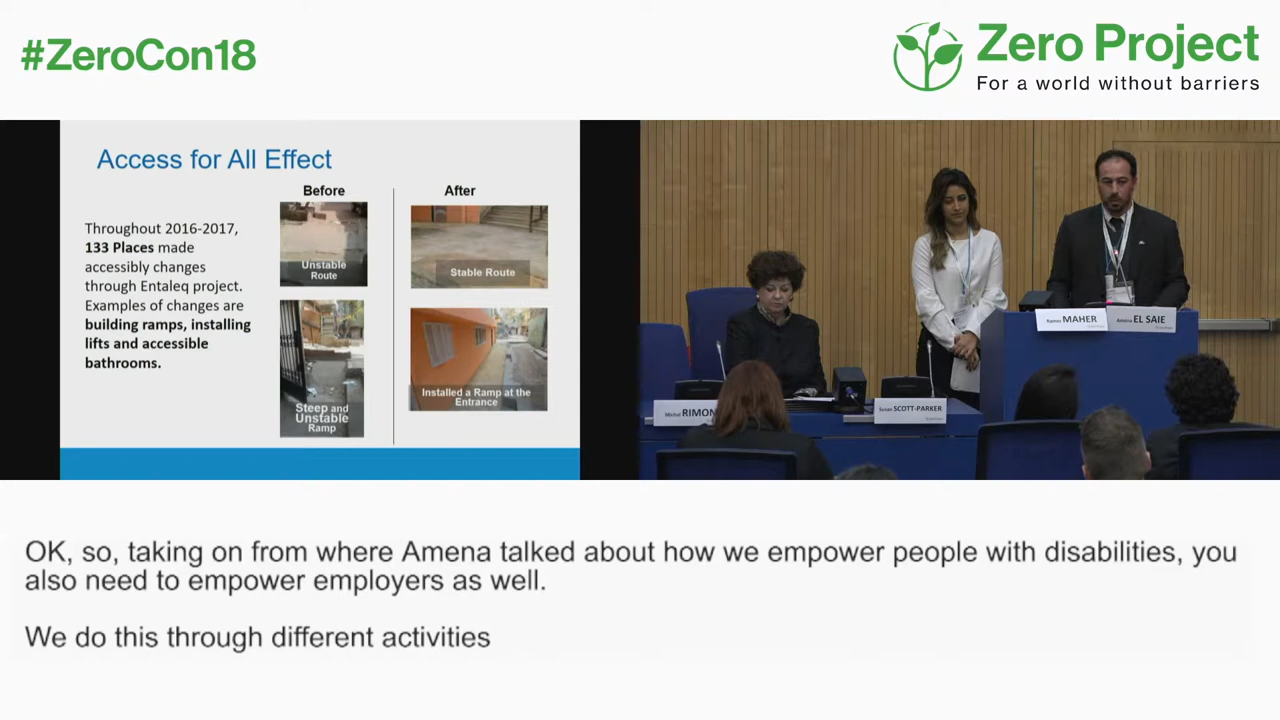 #ZeroCon18
Zero Project
For a world without barriers
Access for All Effect
Before
After
Throughout 2016-2017,
133 Places made
accessibly changes
through Entaleq project.
Examples of changes are
building ramps, installing
lifts and accessible
bathrooms.
Unstable
Route
Stable Route
Steep and
Unstable
Ramp
Installed a Ramp at the
Entrance
Michal RIMON
Susan SCOTT-PARKER
Ramez MAHER
Amena EL SAIE
OK, so, taking on from where Amena talked about how we empower people with disabilities, you
also need to empower employers as well.
We do this through different activities